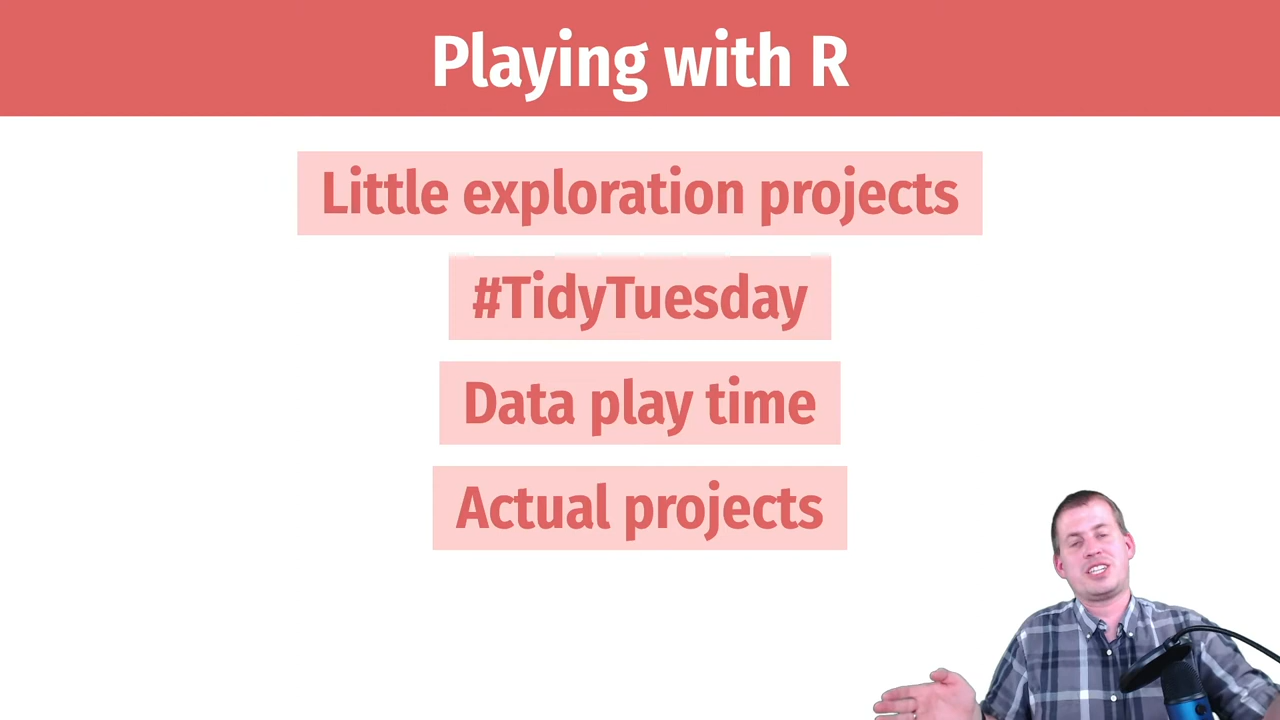 Playing with R
Little exploration projects
#TidyTuesday
Data play time
Actual projects